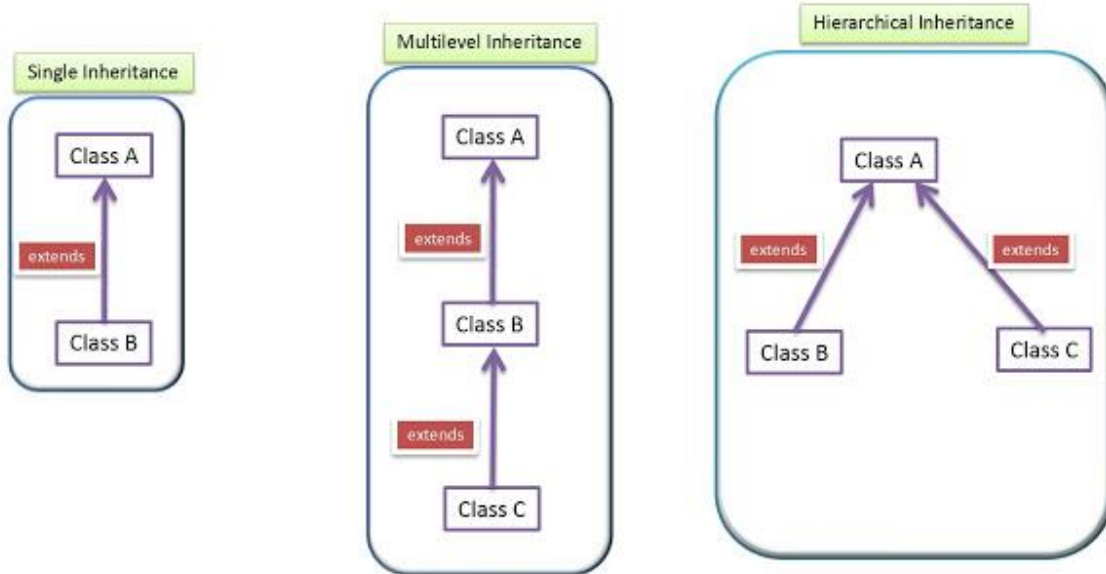 Single Inheritance
Class A
extends
Class B
Multilevel Inheritance
Class A
extends
Class B
extends
Class C
Hierarchical Inheritance
Class A
extends
extends
Class B
Class C